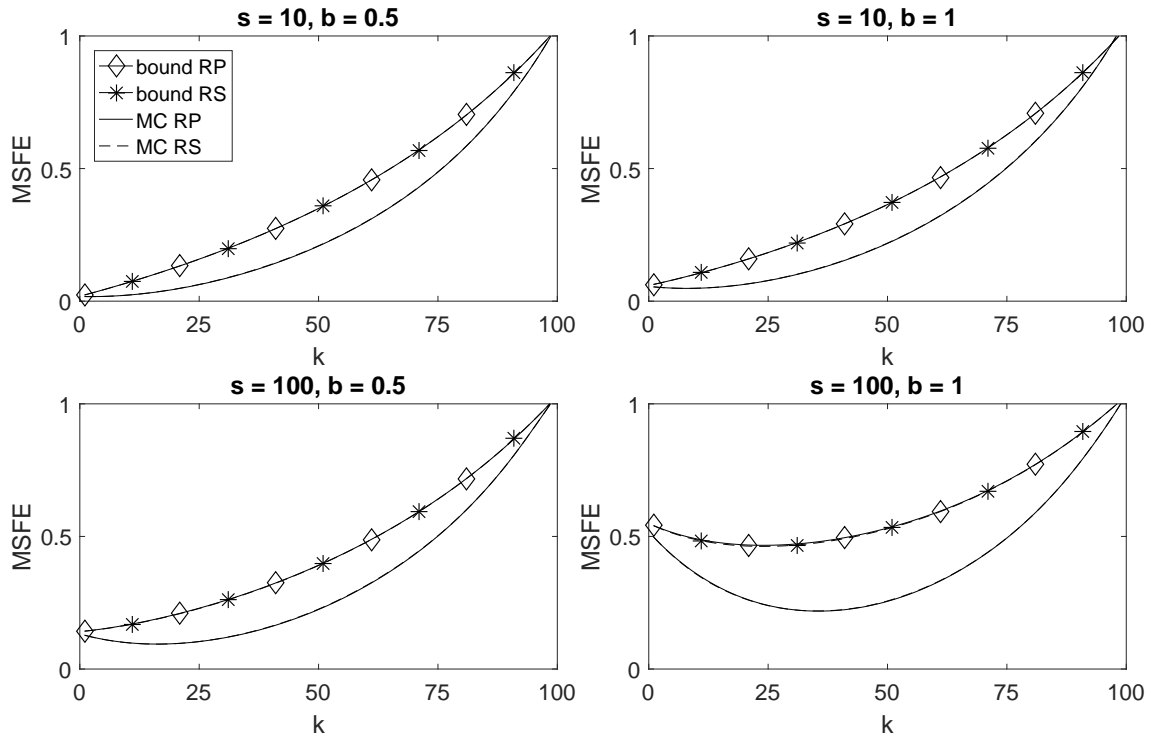 s = 10, b = 0.5
1
0.5
0
MSFE
bound RP
bound RS
MC RP
MC RS
0 25 50 75 100
k
s = 10, b = 1
1
0.5
0
MSFE
0 25 50 75 100
k
s = 100, b = 0.5
1
0.5
0
MSFE
0 25 50 75 100
k
s = 100, b = 1
1
0.5
0
MSFE
0 25 50 75 100
k